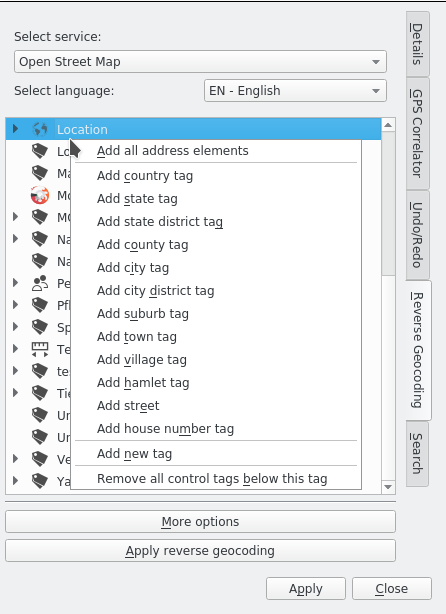 Select service:
Open Street Map
Select language:
EN - English
Location
Lo
Ma
Mo
MO
Na
Na
Pe
Pfl
Sp
Te
ter
Tie
Un
Un
Ve
Ya
Add all address elements
Add country tag
Add state tag
Add state district tag
Add county tag
Add city tag
Add city district tag
Add suburb tag
Add town tag
Add village tag
Add hamlet tag
Add street
Add house number tag
Add new tag
Remove all control tags below this tag
More options
Apply reverse geocoding
Apply
Close
Details
GPS Correlator
Undo/Redo
Reverse Geocoding
Search